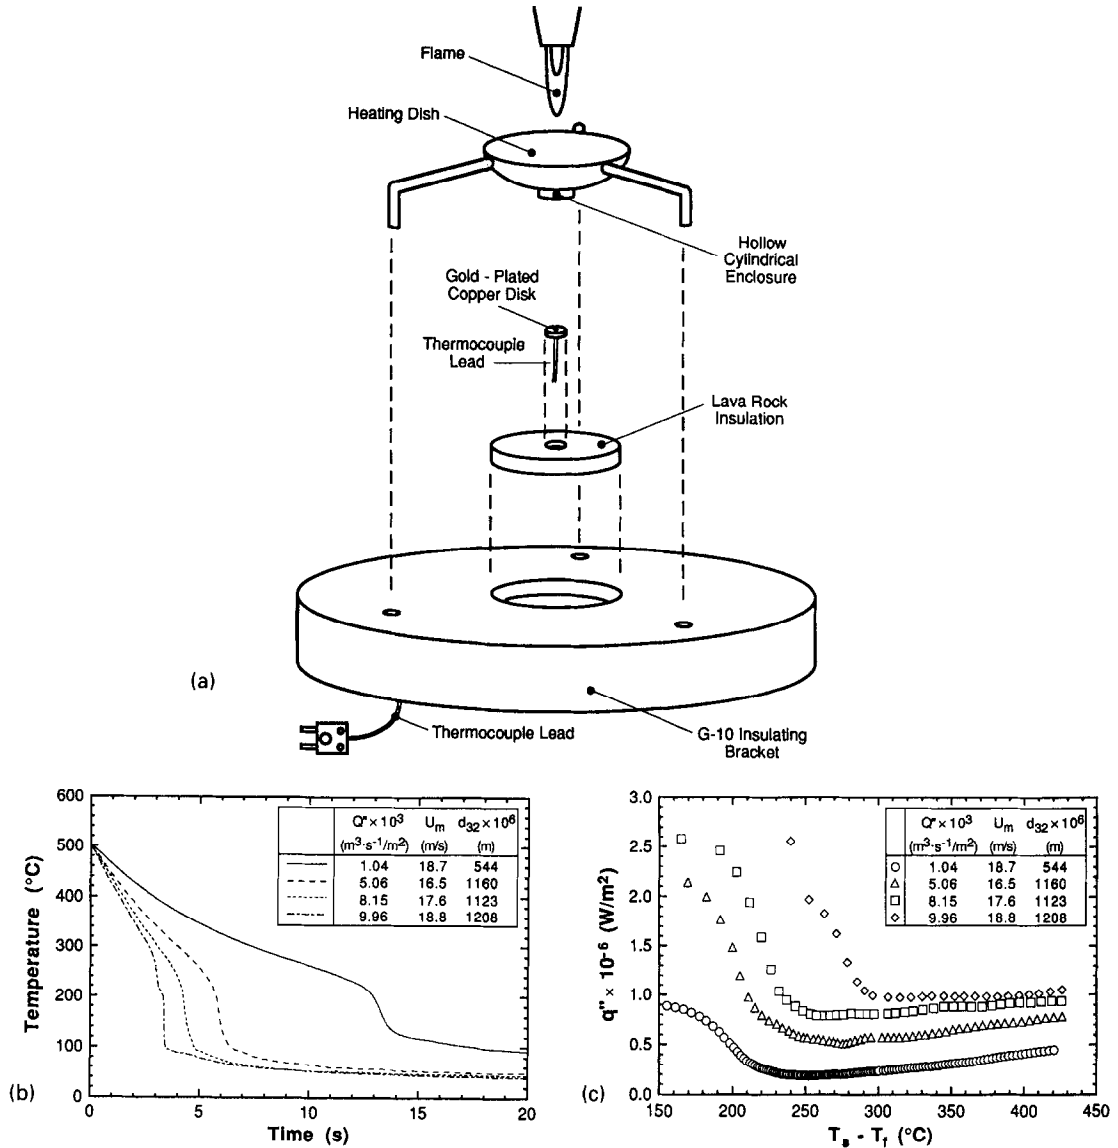 Flame
Heating Dish
Hollow
Cylindrical
Enclosure
Gold - Plated
Copper Disk
Thermocouple
Lead
Lava Rock
Insulation
(a)
Thermocouple Lead
G-10 Insulating
Bracket
(b)
Temperature (°C)
600
500
400
300
200
100
0
0 5 10 15 20
Time (s)
Q" × 10³ Uₘ d₃₂ × 10⁶
(m³·s⁻¹/m²) (m/s) (m)
1.04 18.7 544
5.06 16.5 1160
8.15 17.6 1123
9.96 18.8 1208
(c)
q" × 10⁻⁶ (W/m²)
3.0
2.5
2.0
1.5
1.0
0.5
0.0
150 200 250 300 350 400 450
Tₛ - T_f (°C)
Q" × 10³ Uₘ d₃₂ × 10⁶
(m³·s⁻¹/m²) (m/s) (m)
1.04 18.7 544
5.06 16.5 1160
8.15 17.6 1123
9.96 18.8 1208